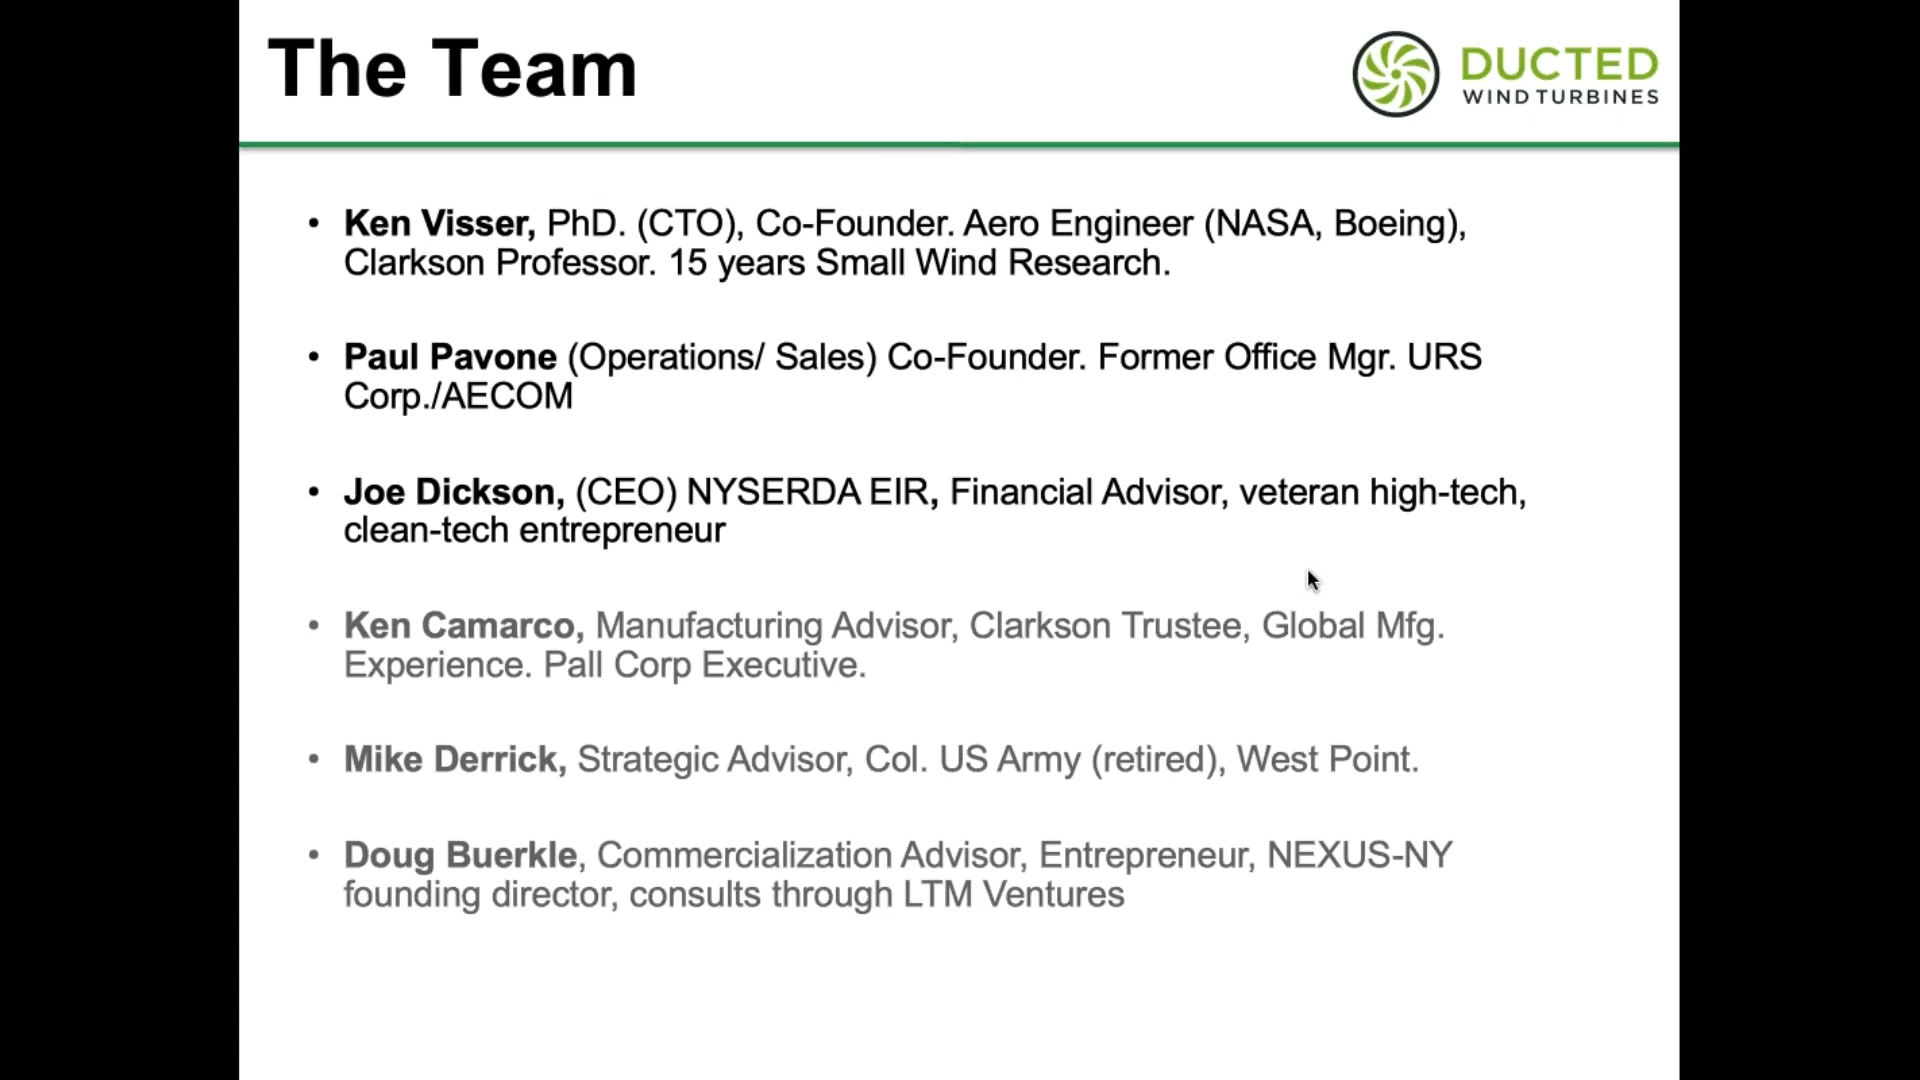 The Team
DUCTED
WIND TURBINES
• Ken Visser, PhD. (CTO), Co-Founder. Aero Engineer (NASA, Boeing),
Clarkson Professor. 15 years Small Wind Research.
• Paul Pavone (Operations/ Sales) Co-Founder. Former Office Mgr. URS
Corp./AECOM
• Joe Dickson, (CEO) NYSERDA EIR, Financial Advisor, veteran high-tech,
clean-tech entrepreneur
• Ken Camarco, Manufacturing Advisor, Clarkson Trustee, Global Mfg.
Experience. Pall Corp Executive.
• Mike Derrick, Strategic Advisor, Col. US Army (retired), West Point.
• Doug Buerkle, Commercialization Advisor, Entrepreneur, NEXUS-NY
founding director, consults through LTM Ventures